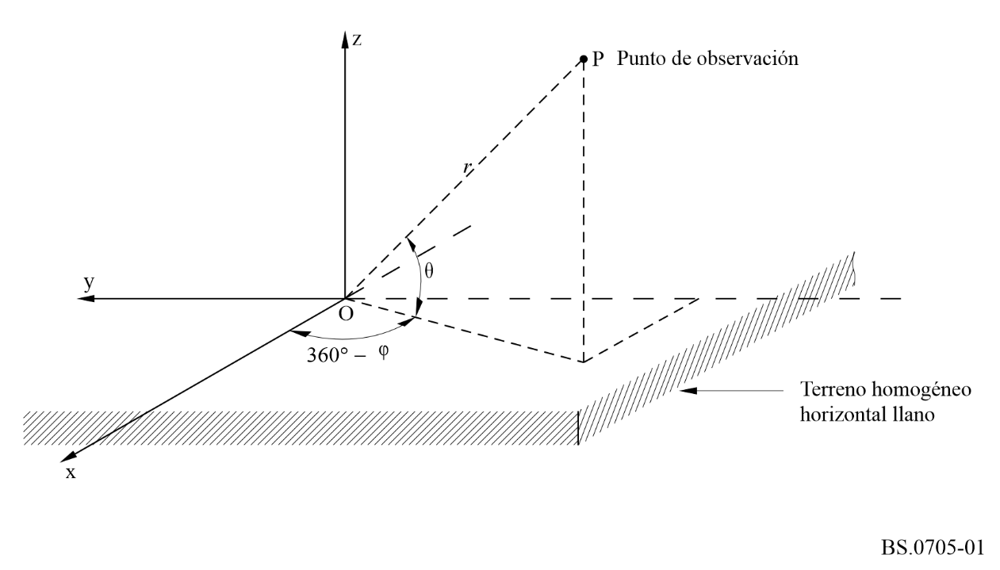 z
P Punto de observación
r
θ
y
O
360° – φ
Terreno homogéneo
horizontal llano
x
BS.0705-01